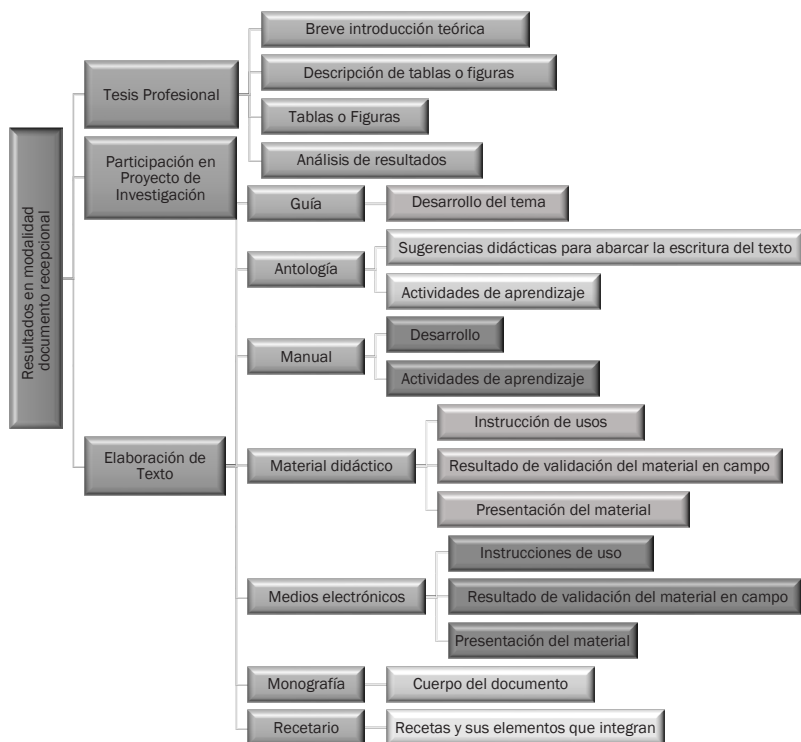 Resultados en modalidad
documento recepcional
Tesis Profesional
Breve introducción teórica
Descripción de tablas o figuras
Tablas o Figuras
Análisis de resultados
Participación en
Proyecto de
Investigación
Elaboración de
Texto
Guía
Desarrollo del tema
Antología
Sugerencias didácticas para abarcar la escritura del texto
Actividades de aprendizaje
Manual
Desarrollo
Actividades de aprendizaje
Material didáctico
Instrucción de usos
Resultado de validación del material en campo
Presentación del material
Medios electrónicos
Instrucciones de uso
Resultado de validación del material en campo
Presentación del material
Monografía
Cuerpo del documento
Recetario
Recetas y sus elementos que integran